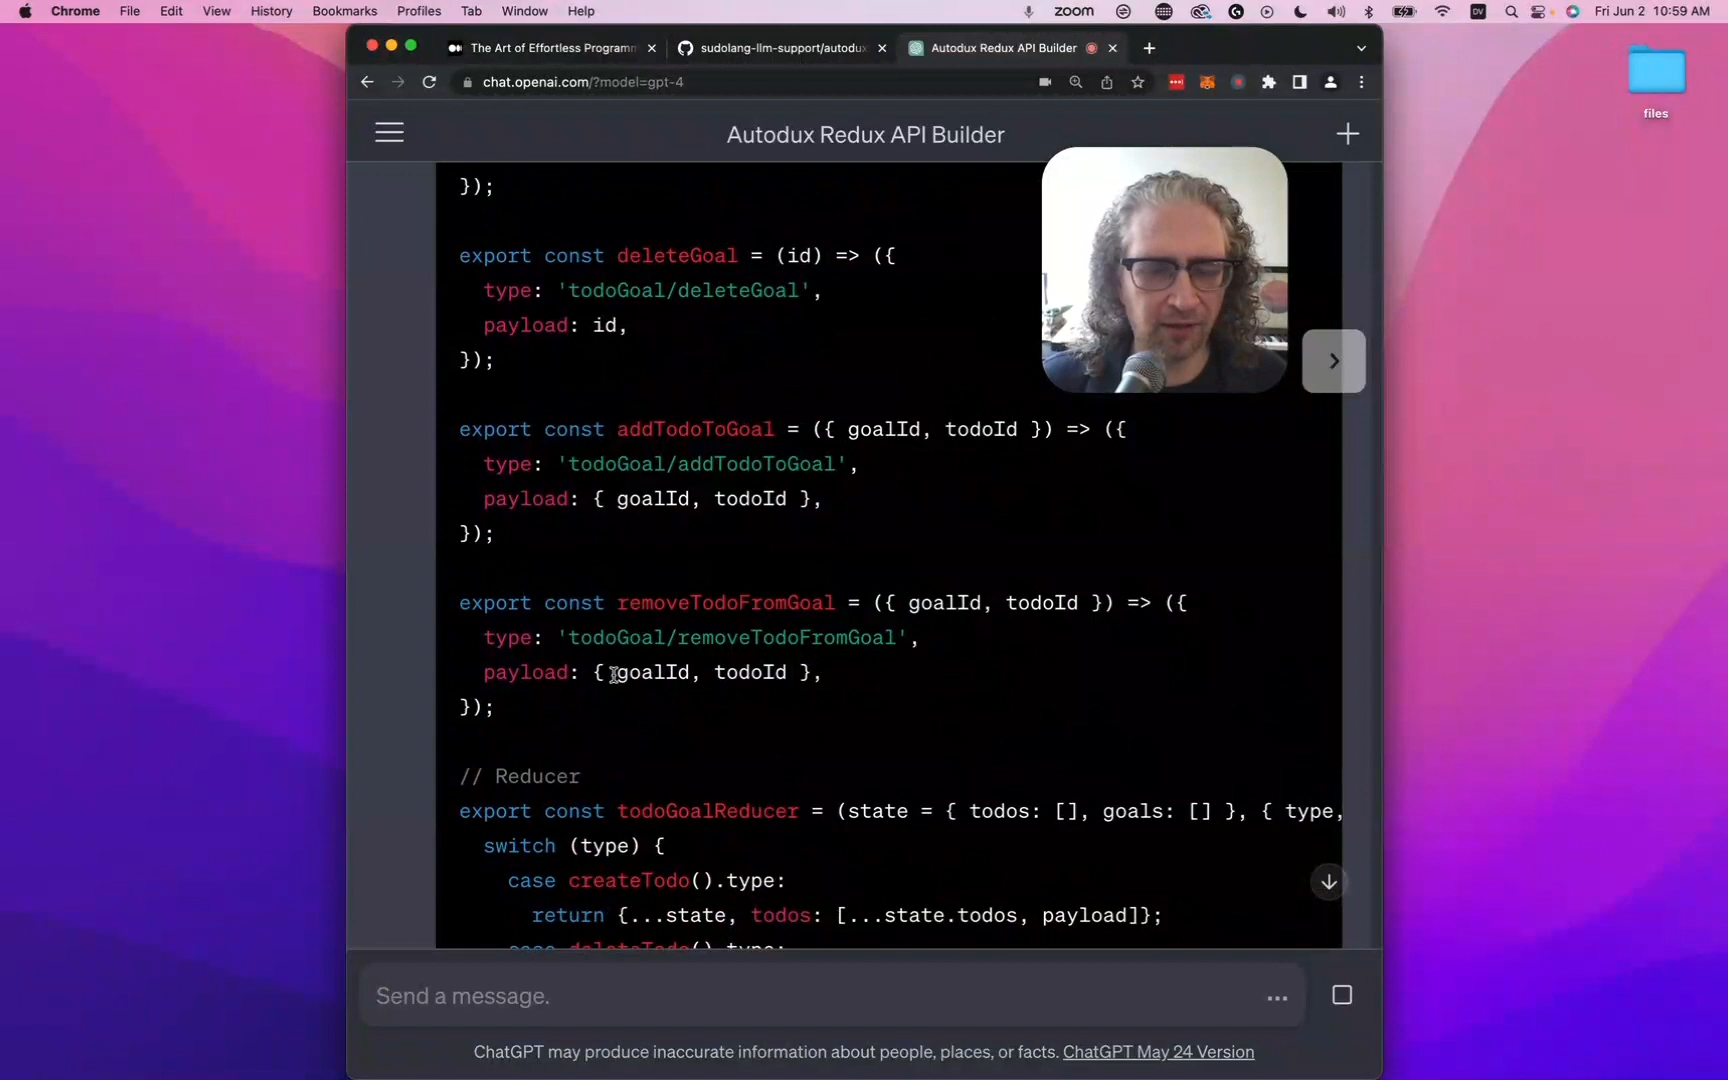 Chrome File Edit View History Bookmarks Profiles Tab Window Help zoom DV Fri Jun 2 10:59 AM
The Art of Effortless Programm
sudolang-llm-support/autodux
Autodux Redux API Builder
chat.openai.com/?model=gpt-4
files
Autodux Redux API Builder
});
export const deleteGoal = (id) => ({
type: 'todoGoal/deleteGoal',
payload: id,
});
export const addTodoToGoal = ({ goalId, todoId }) => ({
type: 'todoGoal/addTodoToGoal',
payload: { goalId, todoId },
});
export const removeTodoFromGoal = ({ goalId, todoId }) => ({
type: 'todoGoal/removeTodoFromGoal',
payload: { goalId, todoId },
});
// Reducer
export const todoGoalReducer = (state = { todos: [], goals: [] }, { type,
switch (type) {
case createTodo().type:
return {...state, todos: [...state.todos, payload]};
case deleteTodo().type:
Send a message.
ChatGPT may produce inaccurate information about people, places, or facts. ChatGPT May 24 Version